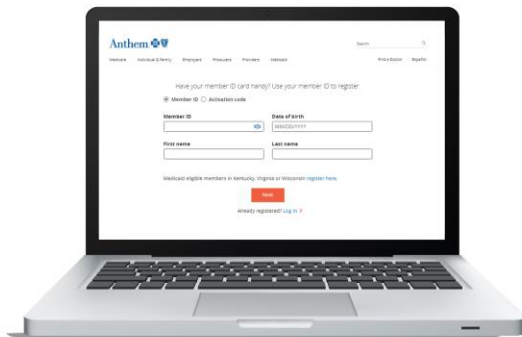 Anthem
Search
Medicare Individual & Family Employers Producers Providers Medicaid Find a Doctor Español
Have your member ID card handy? Use your member ID to register
Member ID Activation code
Member ID Date of birth
MM/DD/YYYY
First name Last name
Medicaid eligible members in Kentucky, Virginia or Wisconsin register here.
Next
Already registered? Log in